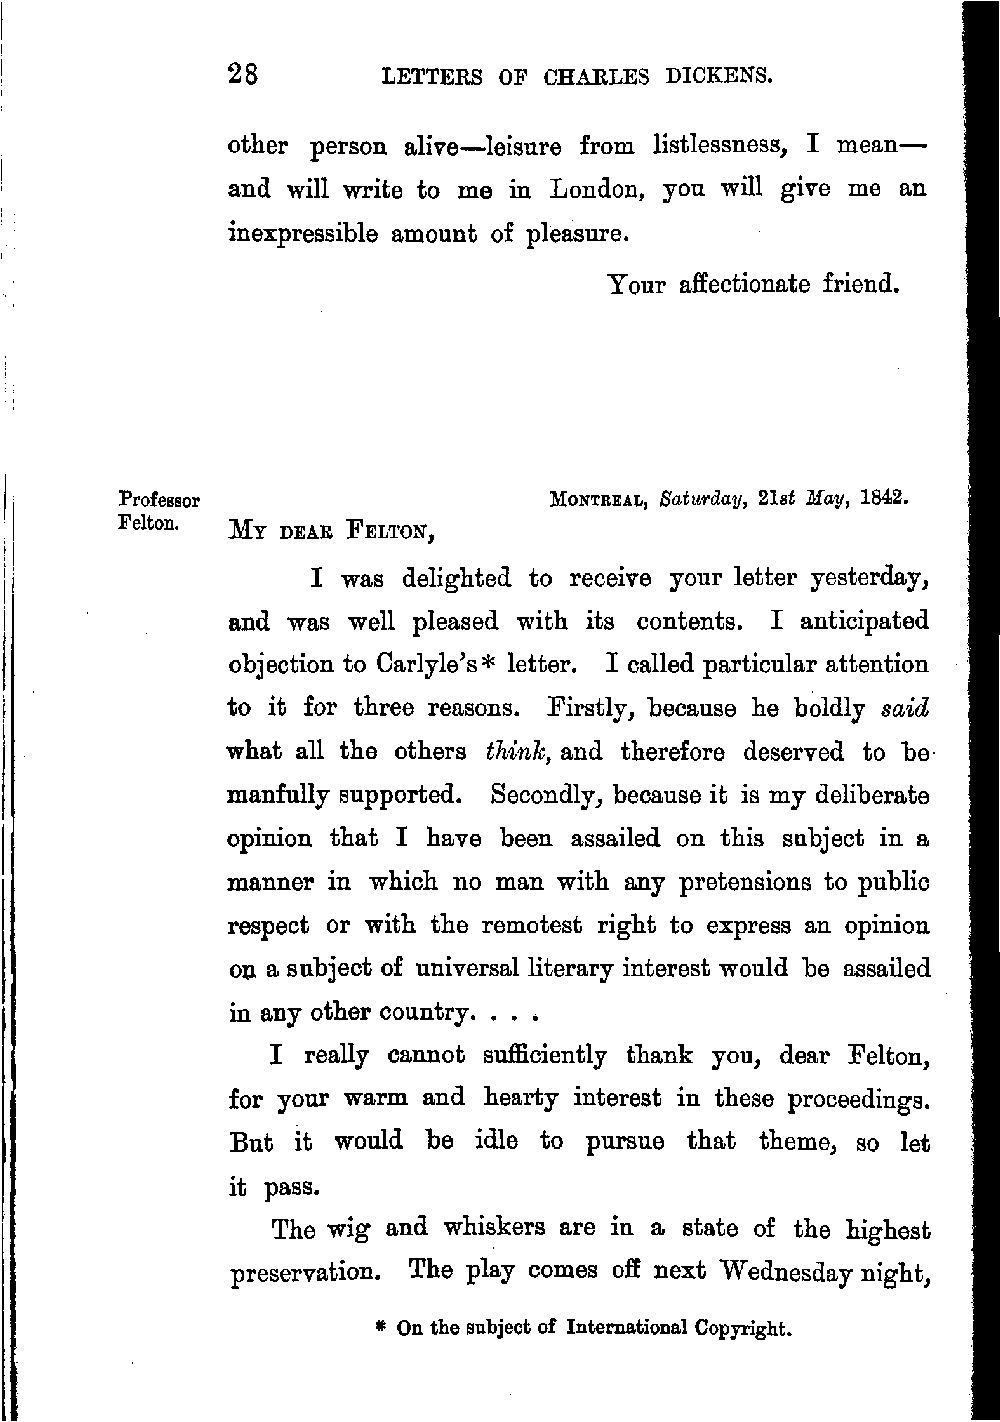 28 LETTERS OF CHARLES DICKENS.
other person alive—leisure from listlessness, I mean—
and will write to me in London, you will give me an
inexpressible amount of pleasure.
Your affectionate friend.
Professor
Felton.
MONTREAL, Saturday, 21st May, 1842.
MY DEAR FELTON,
I was delighted to receive your letter yesterday,
and was well pleased with its contents. I anticipated
objection to Carlyle's* letter. I called particular attention
to it for three reasons. Firstly, because he boldly said
what all the others think, and therefore deserved to be
manfully supported. Secondly, because it is my deliberate
opinion that I have been assailed on this subject in a
manner in which no man with any pretensions to public
respect or with the remotest right to express an opinion
on a subject of universal literary interest would be assailed
in any other country. . . .
I really cannot sufficiently thank you, dear Felton,
for your warm and hearty interest in these proceedings.
But it would be idle to pursue that theme, so let
it pass.
The wig and whiskers are in a state of the highest
preservation. The play comes off next Wednesday night,
* On the subject of International Copyright.